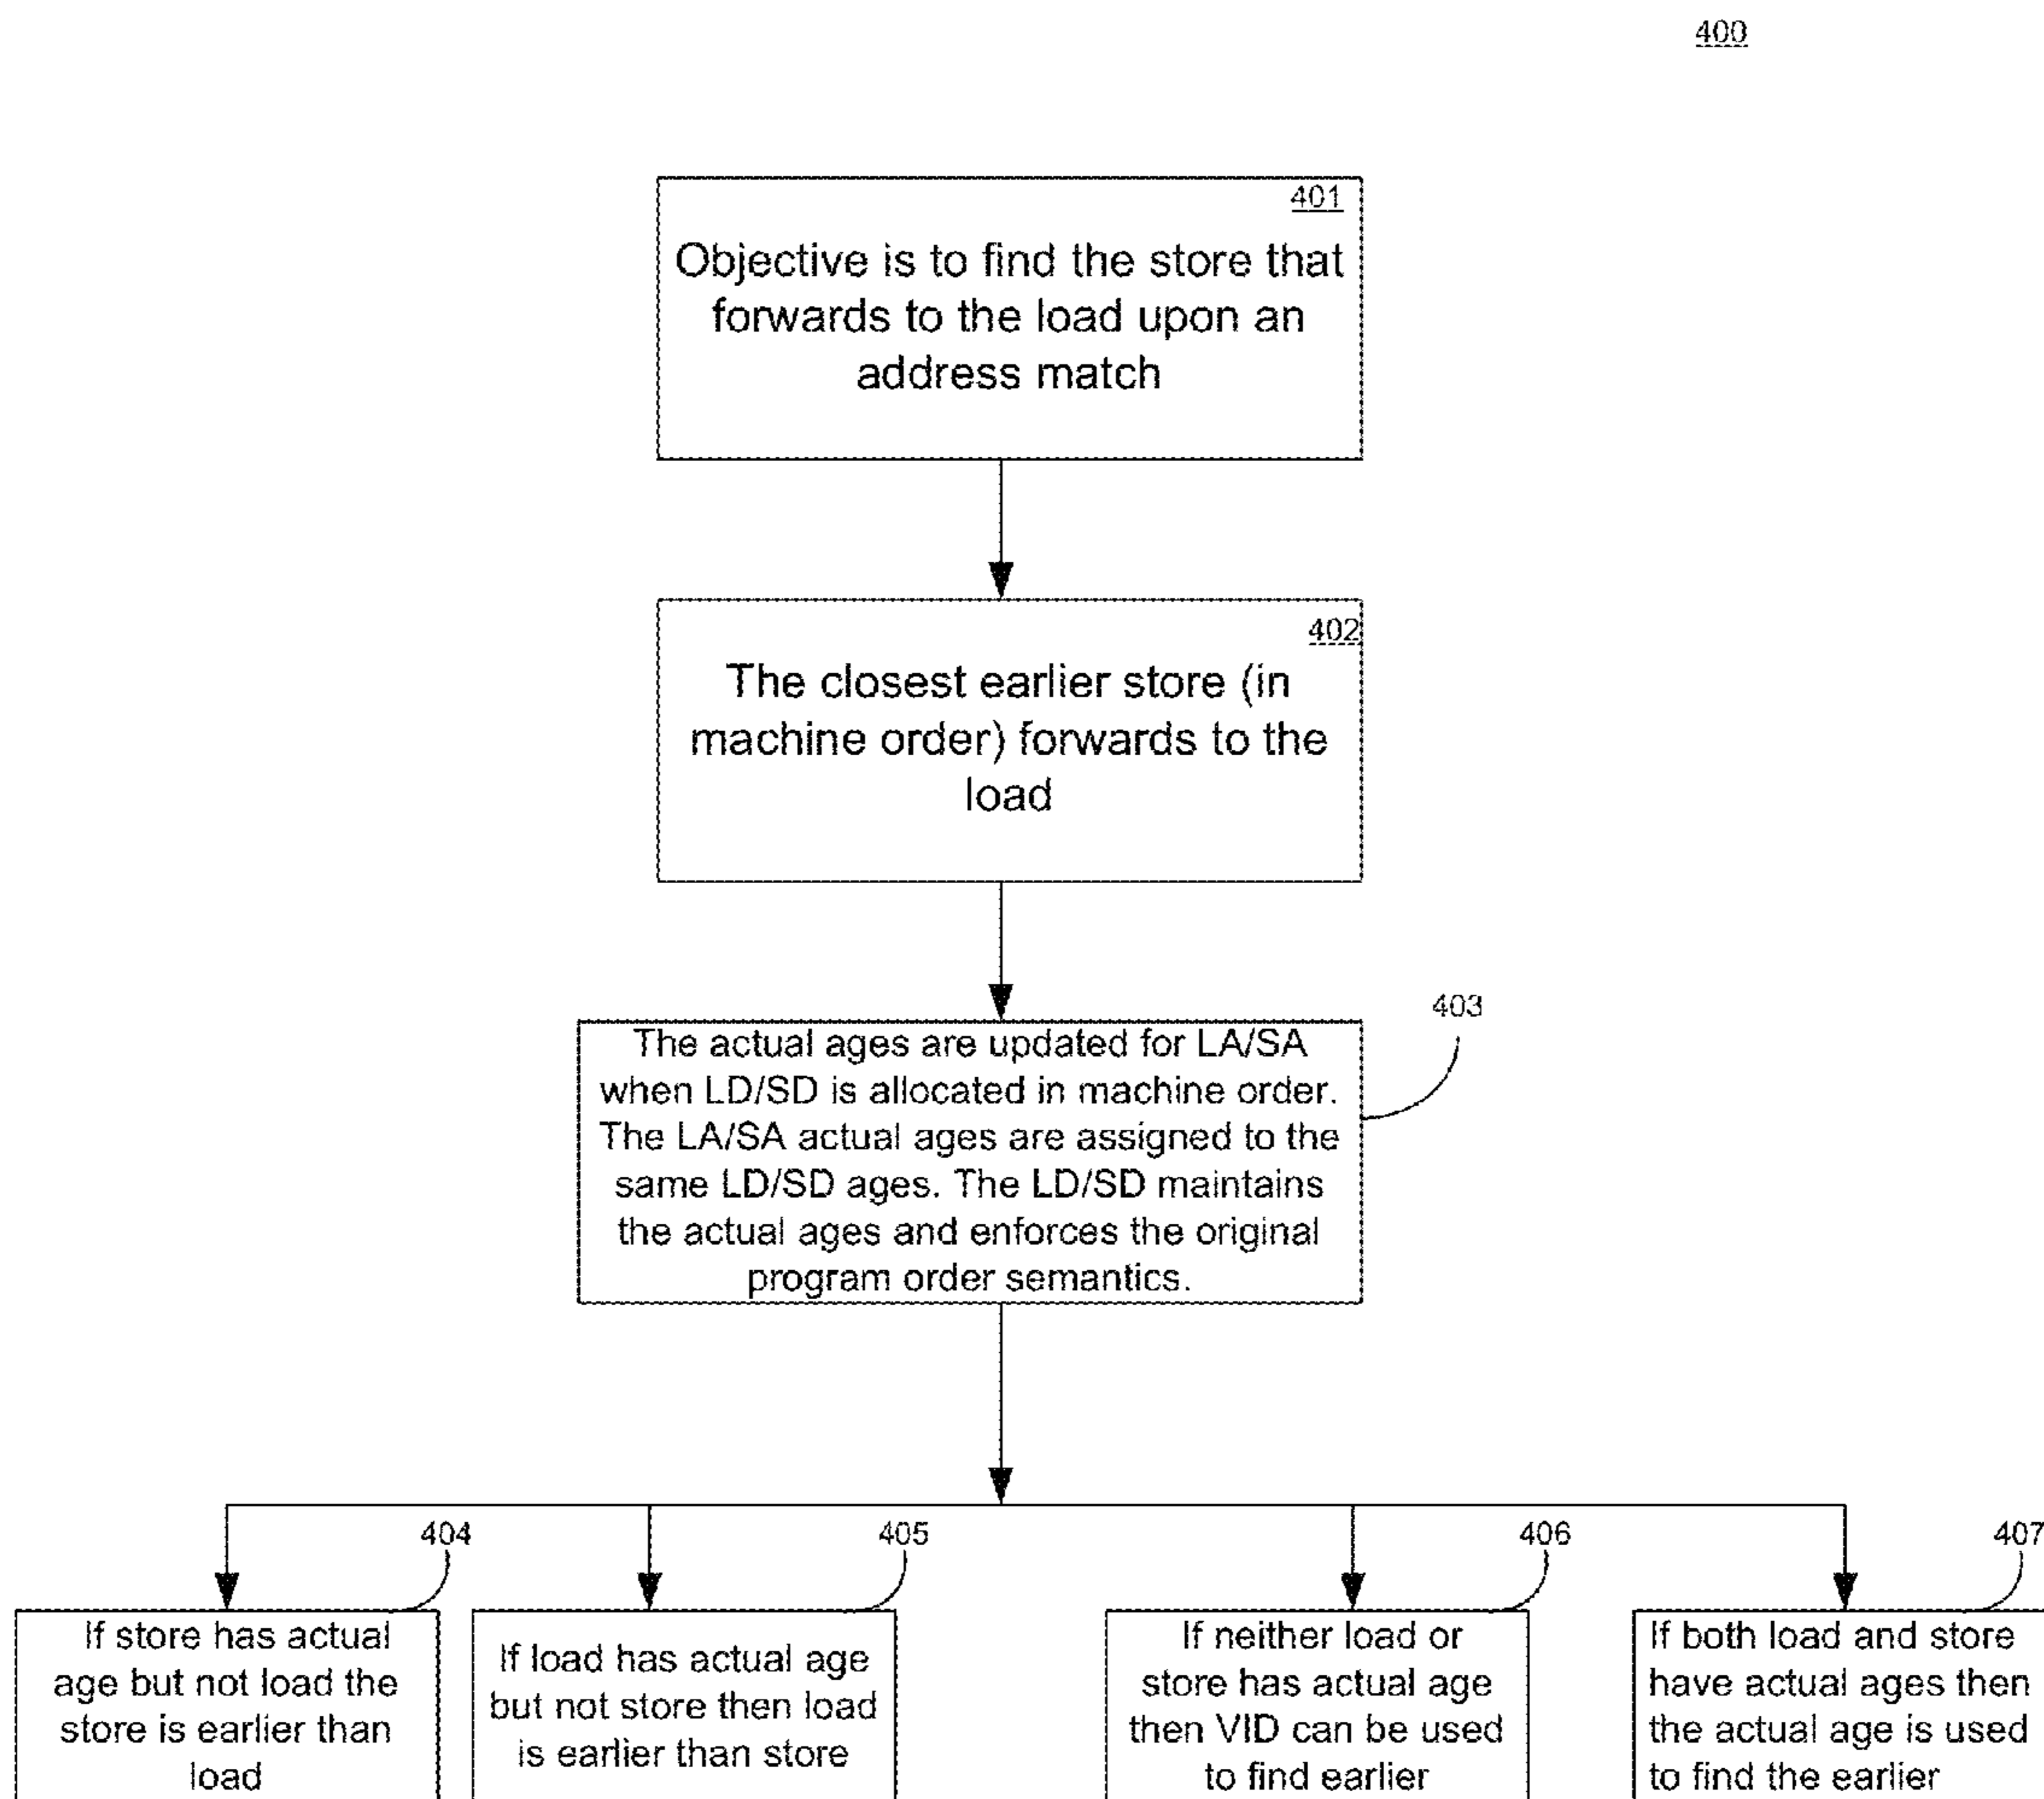 400
401
Objective is to find the store that
forwards to the load upon an
address match
402
The closest earlier store (in
machine order) forwards to the
load
403
The actual ages are updated for LA/SA
when LD/SD is allocated in machine order.
The LA/SA actual ages are assigned to the
same LD/SD ages. The LD/SD maintains
the actual ages and enforces the original
program order semantics.
404
If store has actual
age but not load the
store is earlier than
load
405
If load has actual age
but not store then load
is earlier than store
406
If neither load or
store has actual age
then VID can be used
to find earlier
407
If both load and store
have actual ages then
the actual age is used
to find the earlier